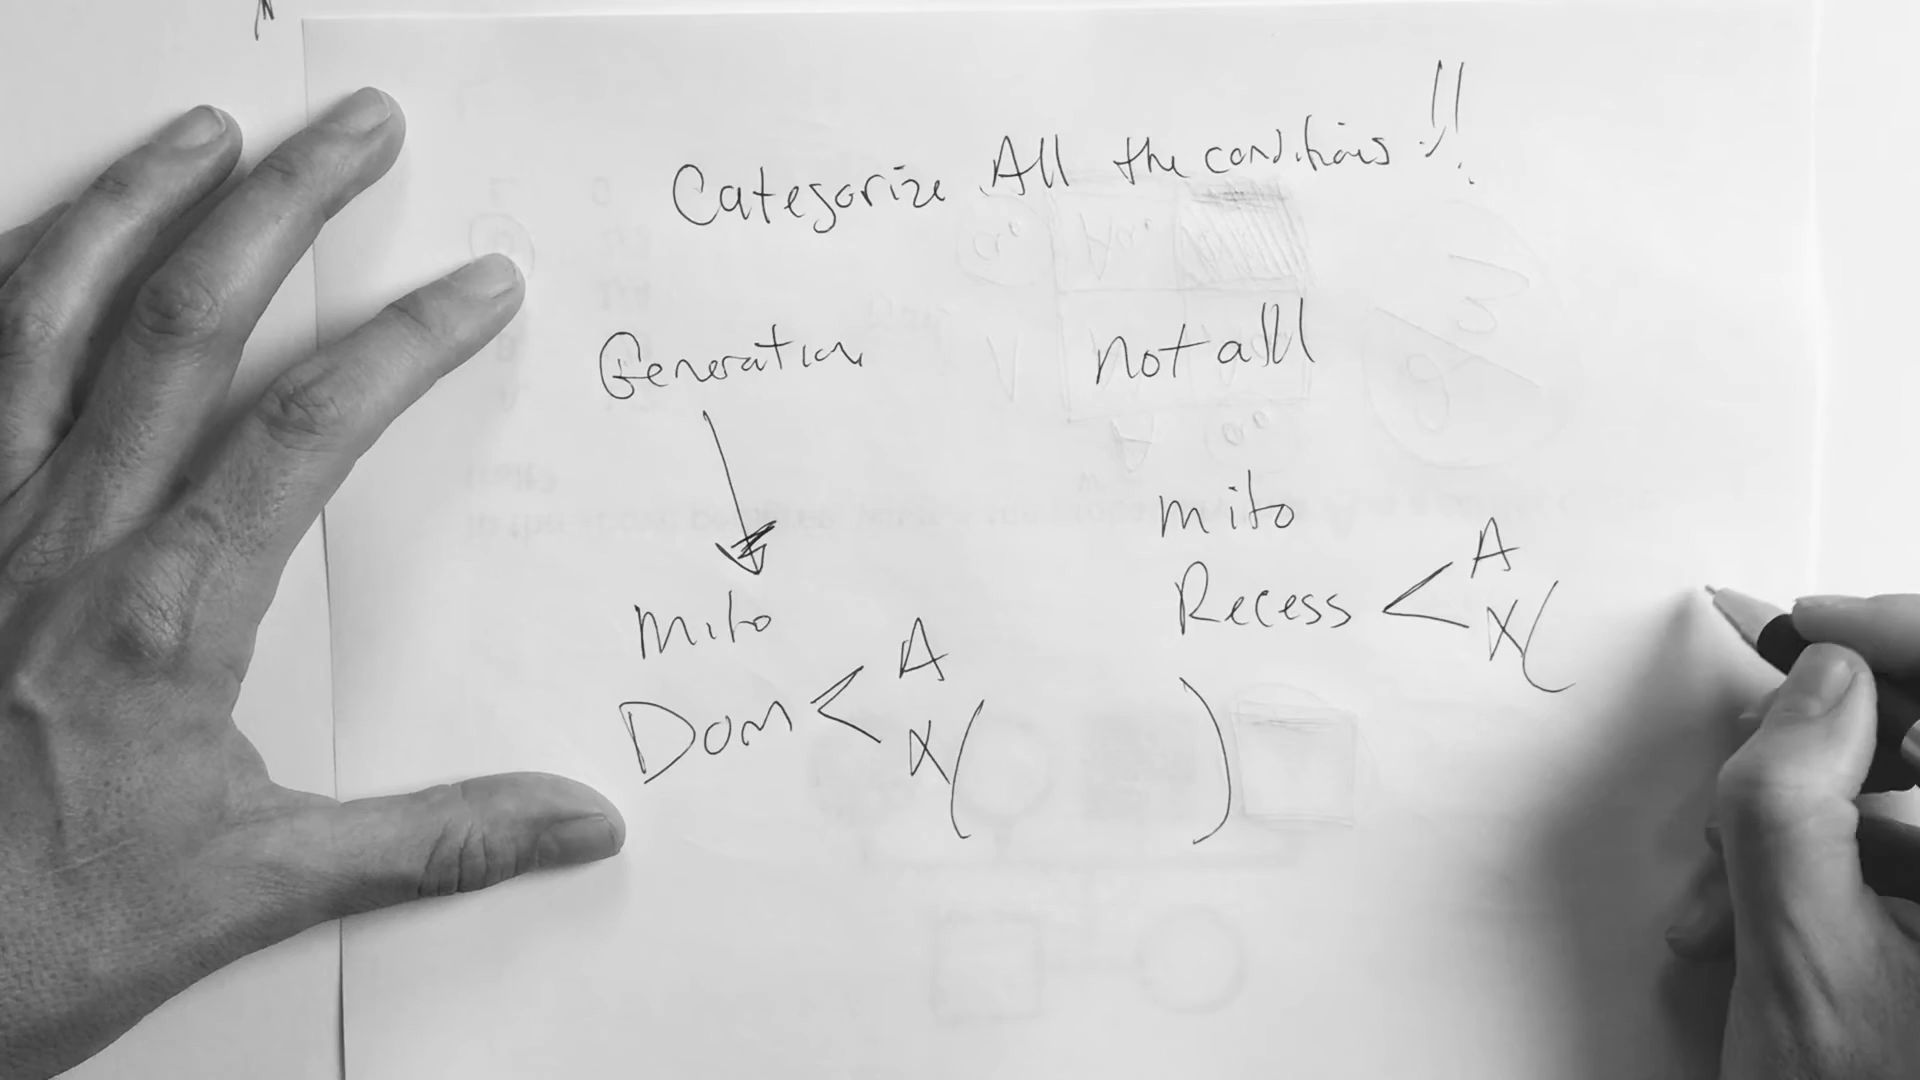 Categorize All the conditions !!
Generation
not all
Mito
Dom < A
X ( )
mito
Recess < A
X (